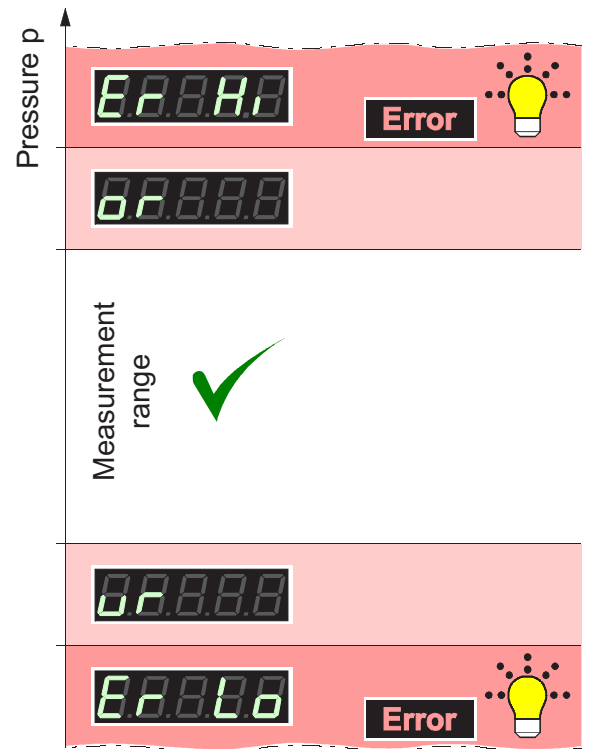 Pressure p
Er Hi
Error
or
Measurement
range
ur
Er Lo
Error